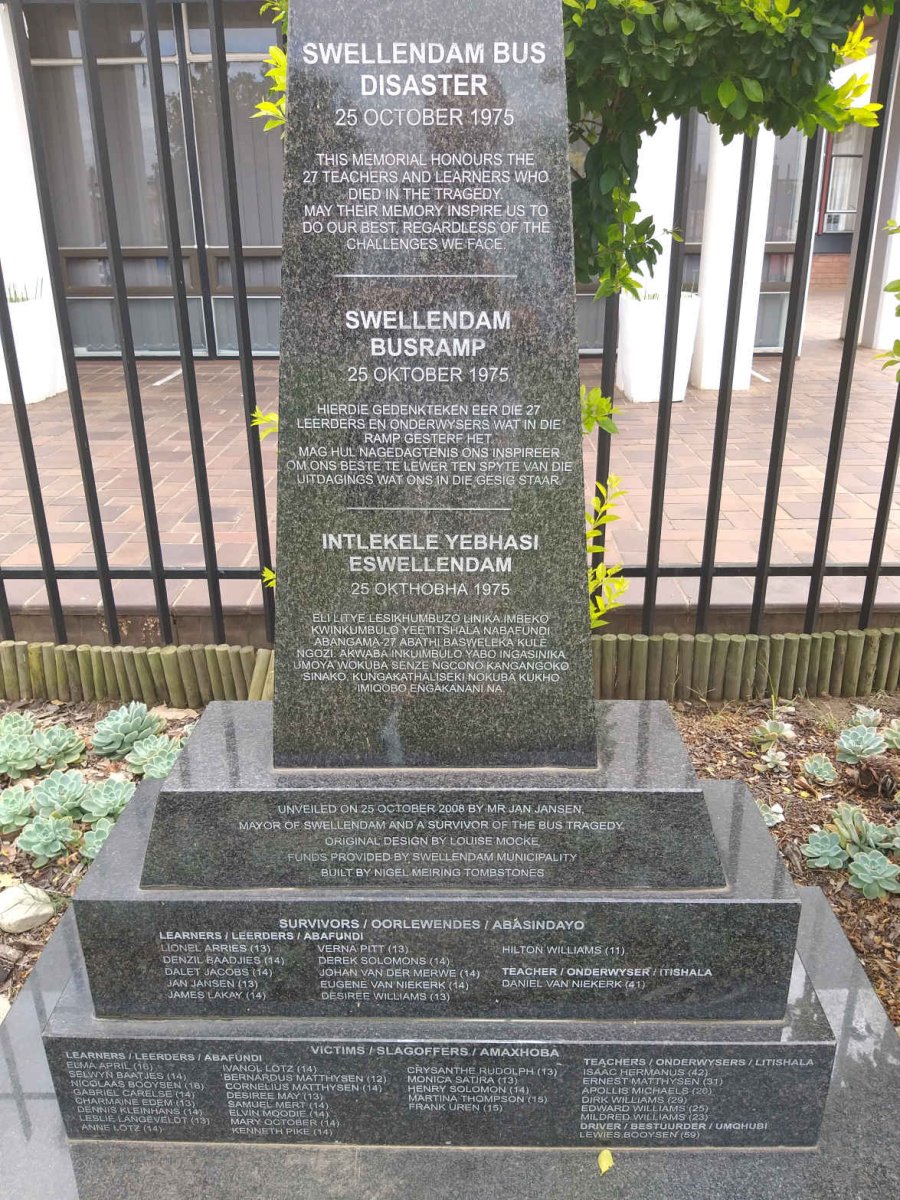 SWELLENDAM BUS
DISASTER
25 OCTOBER 1975
THIS MEMORIAL HONOURS THE
27 TEACHERS AND LEARNERS WHO
DIED IN THE TRAGEDY.
MAY THEIR MEMORY INSPIRE US TO
DO OUR BEST, REGARDLESS OF THE
CHALLENGES WE FACE.
SWELLENDAM
BUSRAMP
25 OKTOBER 1975
HIERDIE GEDENKTEKEN EER DIE 27
LEERDERS EN ONDERWYSERS WAT IN DIE
RAMP GESTERF HET.
MAG HUL NAGEDAGTENIS ONS INSPIREER
OM ONS BESTE TE LEWER TEN SPYTE VAN DIE
UITDAGINGS WAT ONS IN DIE GESIG STAAR.
INTLEKELE YEBHASI
ESWELLENDAM
25 OKTHOBHA 1975
ELI LITYE LESIKHUMBUZO LINIKA IMBEKO
KWINKUMBULO YEETITSHALA NABAFUNDI
ABANGAMA-27 ABATHI BASWELEKA KULE
NGOZI. AKWABA INKUIMBULO YABO INGASINIKA
UMOYA WOKUBA SENZE NGCONO KANGANGOKO
SINAKO, KUNGAKATHALISEKI NOKUBA KUKHO
IMIQOBO ENGAKANANI NA.
UNVEILED ON 25 OCTOBER 2008 BY MR JAN JANSEN,
MAYOR OF SWELLENDAM AND A SURVIVOR OF THE BUS TRAGEDY.
ORIGINAL DESIGN BY LOUISE MOCKE
FUNDS PROVIDED BY SWELLENDAM MUNICIPALITY
BUILT BY NIGEL MEIRING TOMBSTONES
SURVIVORS / OORLEWENDES / ABASINDAYO
LEARNERS / LEERDERS / ABAFUNDI
LIONEL ARRIES (13)
DENZIL BAADJIES (14)
DALET JACOBS (14)
JAN JANSEN (13)
JAMES LAKAY (14)
VERNA PITT (13)
DEREK SOLOMONS (14)
JOHAN VAN DER MERWE (14)
EUGENE VAN NIEKERK (14)
DESIREE WILLIAMS (13)
HILTON WILLIAMS (11)
TEACHER / ONDERWYSER / ITISHALA
DANIEL VAN NIEKERK (41)
VICTIMS / SLAGOFFERS / AMAXHOBA
LEARNERS / LEERDERS / ABAFUNDI
ELMA APRIL (16)
SELWYN BAATJES (14)
NICOLAAS BOOYSEN (16)
GABRIEL CARELSE (14)
CHARMAINE EDEM (13)
DENNIS KLEINHANS (14)
LESLIE LANGEVELDT (13)
ANNE LOTZ (14)
IVANOL LOTZ (14)
BERNARDUS MATTHYSEN (12)
CORNELIUS MATTHYSEN (14)
DESIREE MAY (13)
SAMUEL MERT (14)
ELVIN MOODIE (14)
MARY OCTOBER (14)
KENNETH PIKE (14)
CRYSANTHE RUDOLPH (13)
MONICA SATIRA (13)
HENRY SOLOMONS (14)
MARTINA THOMPSON (15)
FRANK UREN (15)
TEACHERS / ONDERWYSERS / LITISHALA
ISAAC HERMANUS (42)
ERNEST MATTHYSEN (31)
APOLLIS MICHAELS (26)
DIRK WILLIAMS (29)
EDWARD WILLIAMS (25)
MILDRED WILLIAMS (23)
DRIVER / BESTUURDER / UMQHUBI
LEWIES BOOYSEN (59)